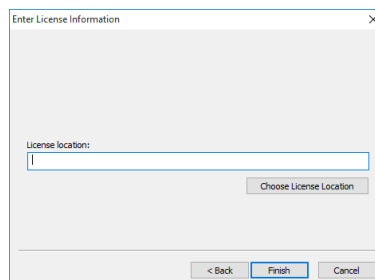 Enter License Information
License location:
Choose License Location
< Back Finish Cancel